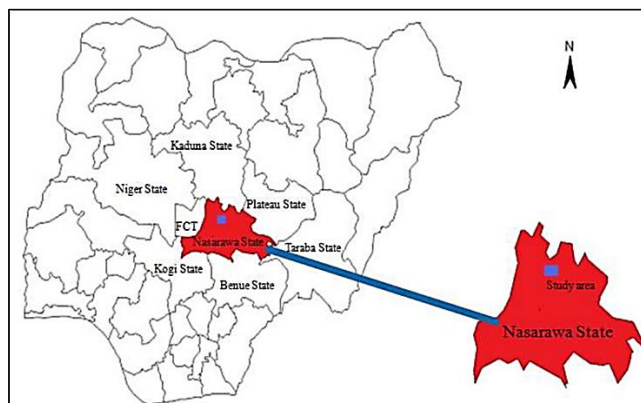 N
Kaduna State
Niger State
Plateau State
FCT
Nasarawa State
Taraba State
Kogi State
Benue State
Study area
Nasarawa State